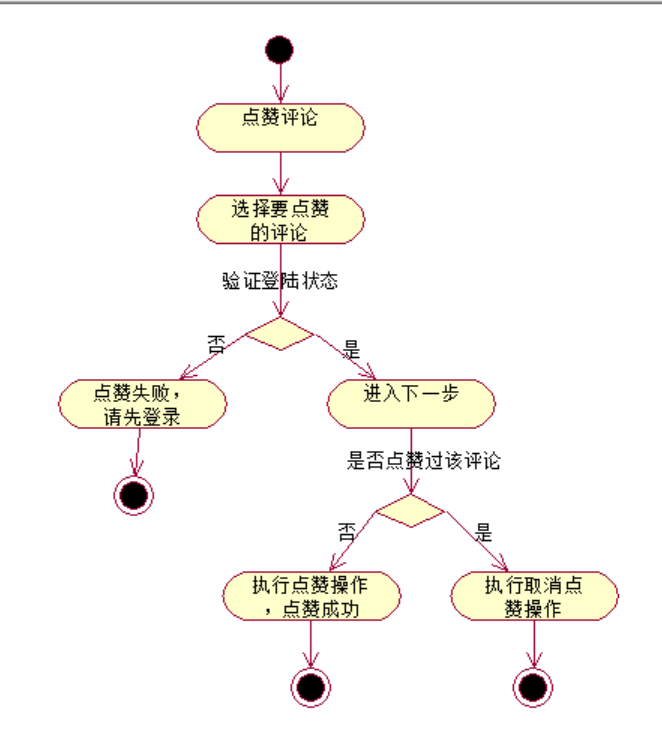 点赞评论
选择要点赞
的评论
验证登陆状态
否
是
点赞失败，
请先登录
进入下一步
是否点赞过该评论
否
是
执行点赞操作
，点赞成功
执行取消点
赞操作